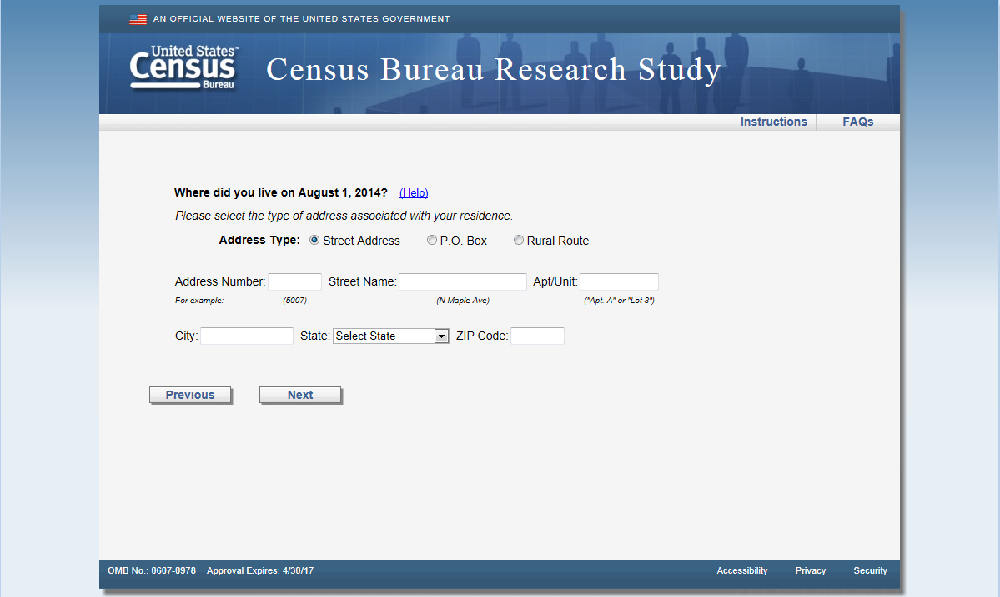 AN OFFICIAL WEBSITE OF THE UNITED STATES GOVERNMENT
United States™
Census
Bureau
Census Bureau Research Study
Instructions FAQs
Where did you live on August 1, 2014? (Help)
Please select the type of address associated with your residence.
Address Type: Street Address P.O. Box Rural Route
Address Number: Street Name: Apt/Unit:
For example: (5007) (N Maple Ave) ("Apt. A" or "Lot 3")
City: State: Select State ZIP Code:
Previous Next
OMB No.: 0607-0978 Approval Expires: 4/30/17 Accessibility Privacy Security